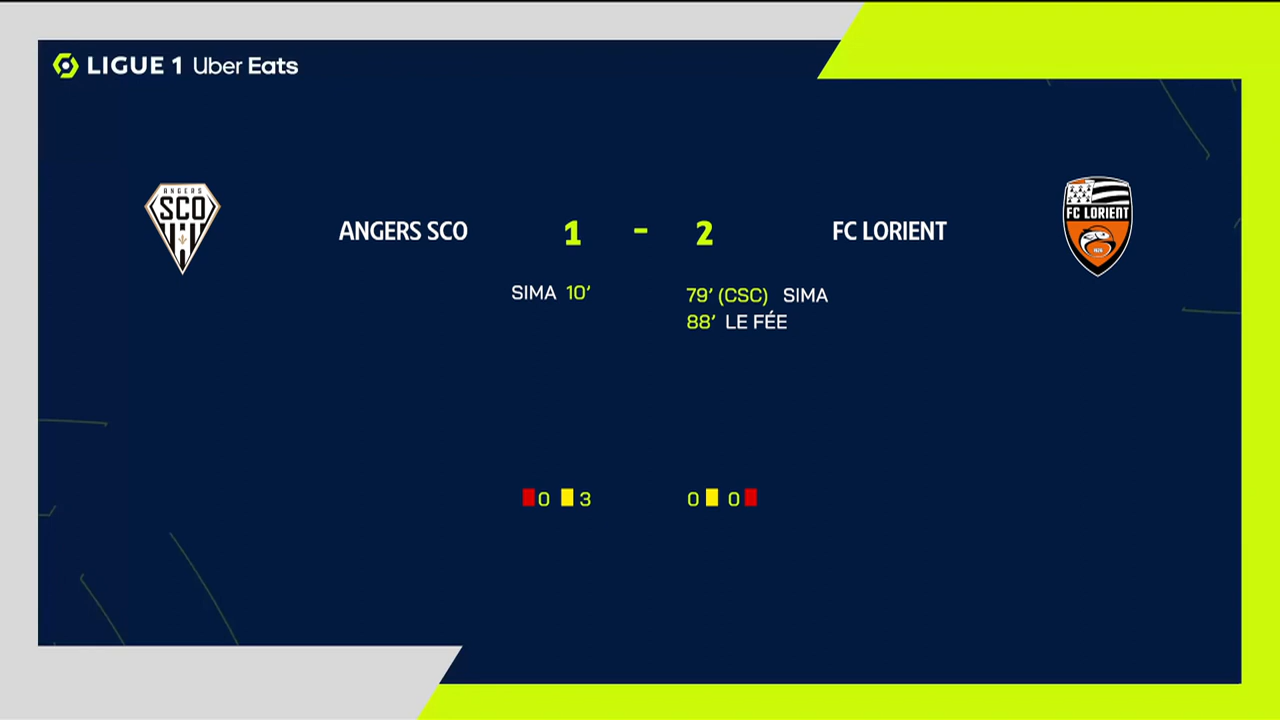 LIGUE 1 Uber Eats
ANGERS SCO
ANGERS SCO 1 - 2 FC LORIENT
FC LORIENT
SIMA 10’ 79’ (CSC) SIMA
88’ LE FÉE
0 3 0 0